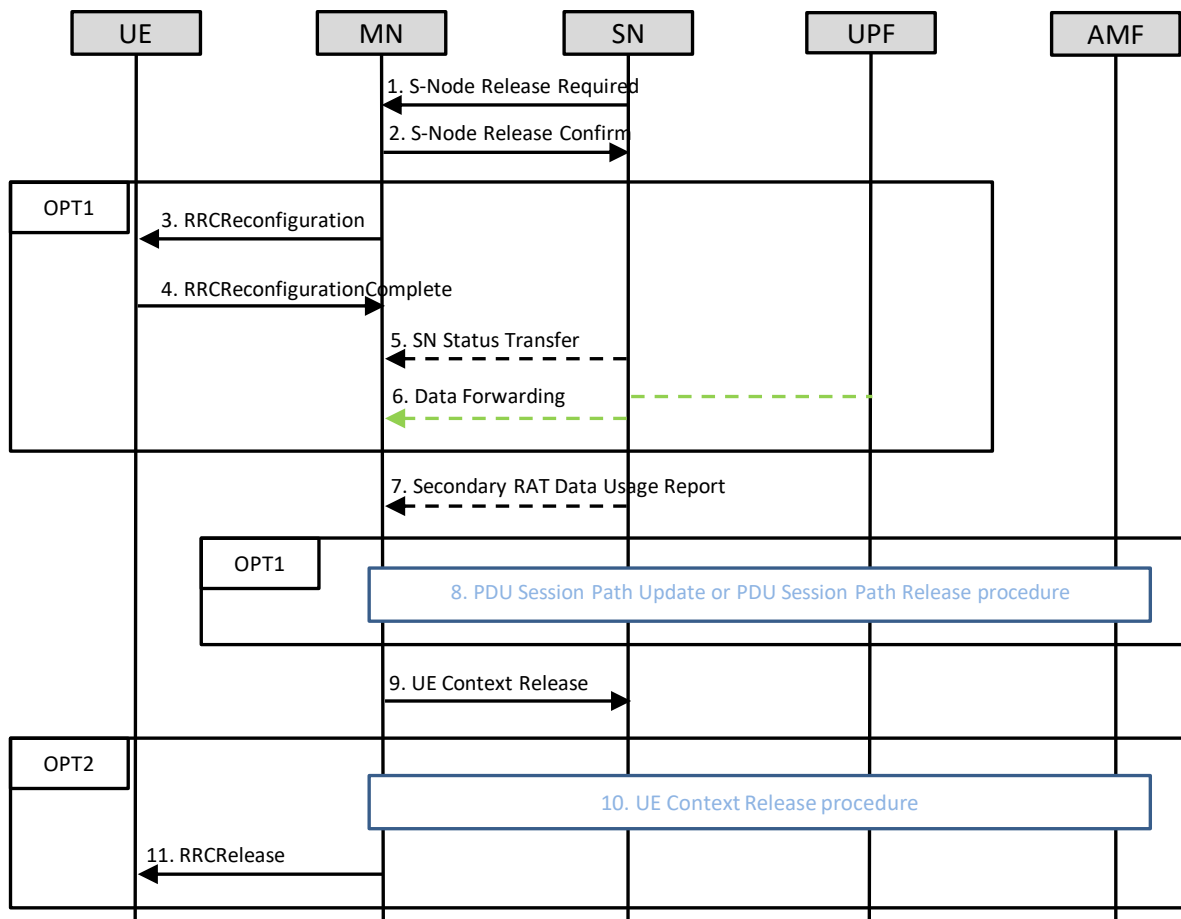 UE
MN
SN
UPF
AMF
1. S-Node Release Required
2. S-Node Release Confirm
OPT1
3. RRCReconfiguration
4. RRCReconfigurationComplete
5. SN Status Transfer
6. Data Forwarding
7. Secondary RAT Data Usage Report
OPT1
8. PDU Session Path Update or PDU Session Path Release procedure
9. UE Context Release
OPT2
10. UE Context Release procedure
11. RRCRelease